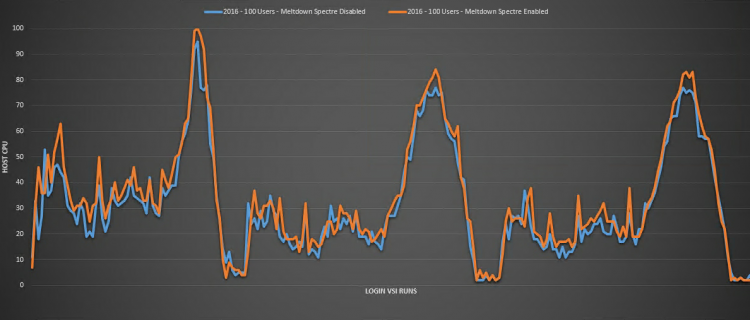 2016 - 100 Users - Meltdown Spectre Disabled
2016 - 100 Users - Meltdown Spectre Enabled
100
90
80
70
60
50
40
30
20
10
0
HOST CPU
LOGIN VSI RUNS